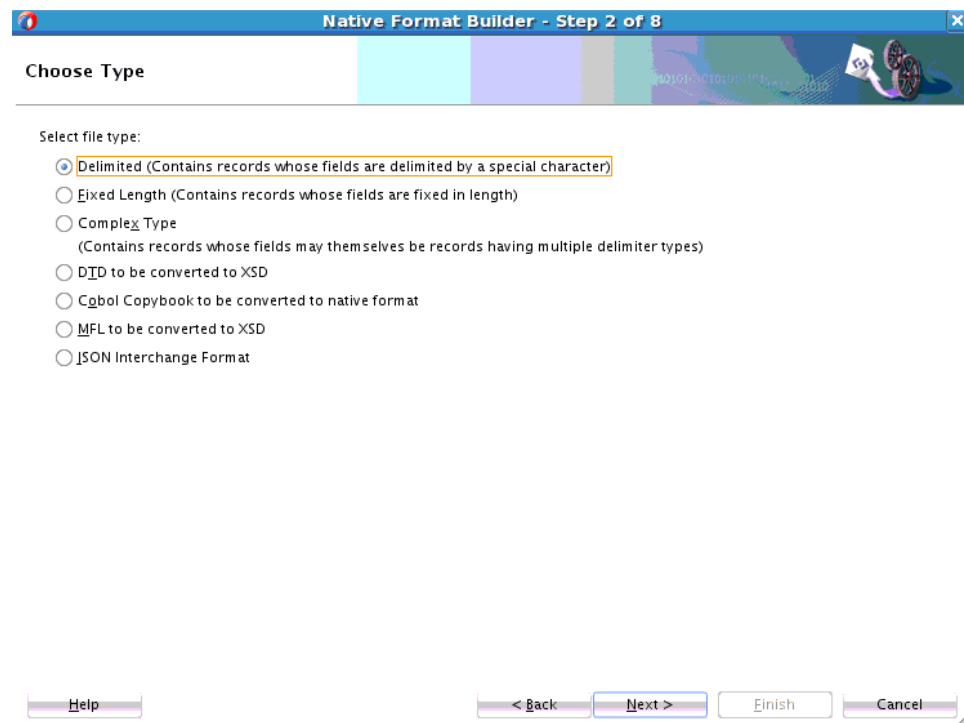 Native Format Builder - Step 2 of 8
Choose Type
Select file type:
Delimited (Contains records whose fields are delimited by a special character)
Fixed Length (Contains records whose fields are fixed in length)
Complex Type
(Contains records whose fields may themselves be records having multiple delimiter types)
DTD to be converted to XSD
Cobol Copybook to be converted to native format
MFL to be converted to XSD
JSON Interchange Format
Help < Back Next > Finish Cancel